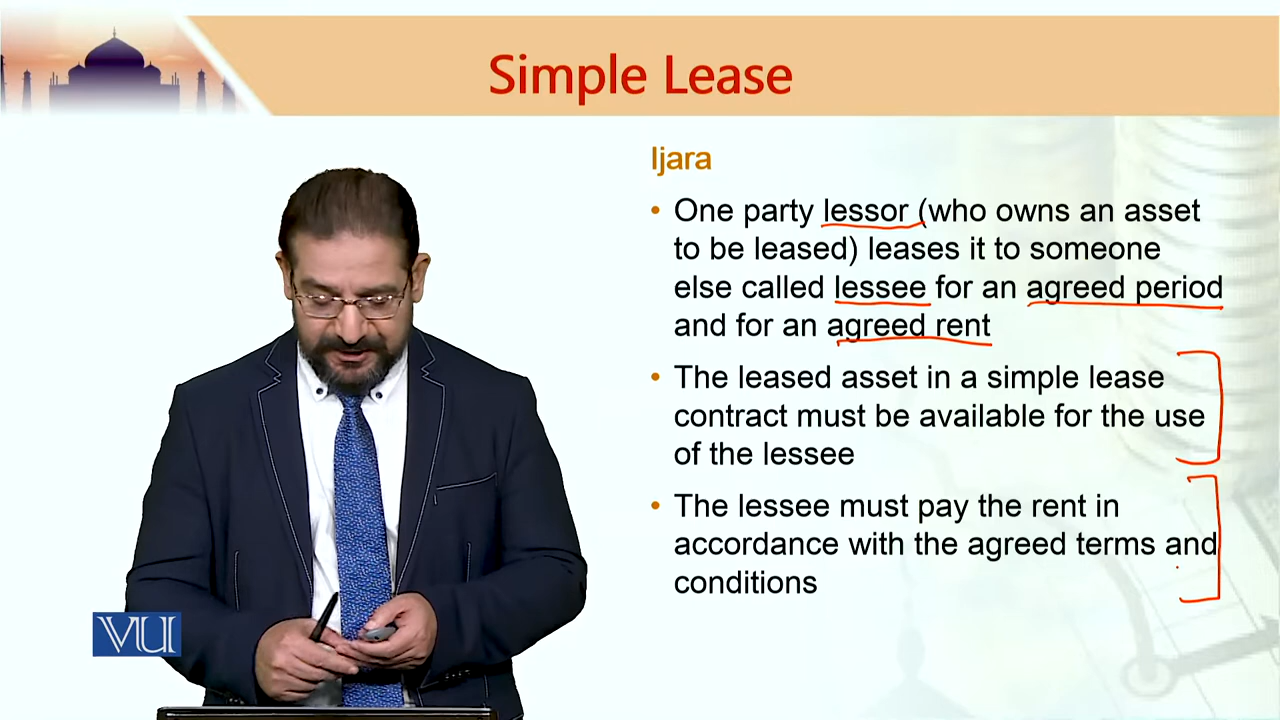 Simple Lease
Ijara
• One party lessor (who owns an asset
to be leased) leases it to someone
else called lessee for an agreed period
and for an agreed rent
• The leased asset in a simple lease
contract must be available for the use
of the lessee
• The lessee must pay the rent in
accordance with the agreed terms and
conditions
VU